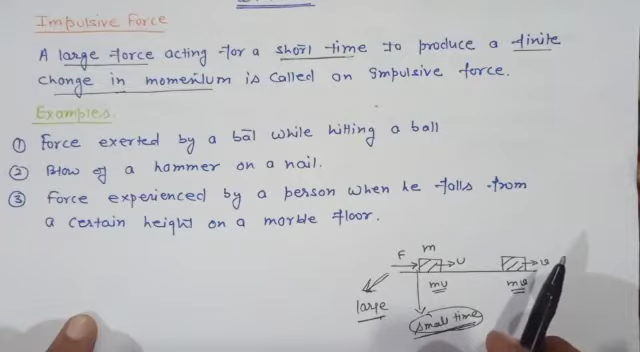 Impulsive Force
A large force acting for a short time to produce a finite
change in momentum is called an Impulsive force.
Examples.
① Force exerted by a bat while hitting a ball
② Blow of a hammer on a nail.
③ Force experienced by a person when he falls from
a certain height on a marble floor.
m
F
u
v
mu
mv
large
small time